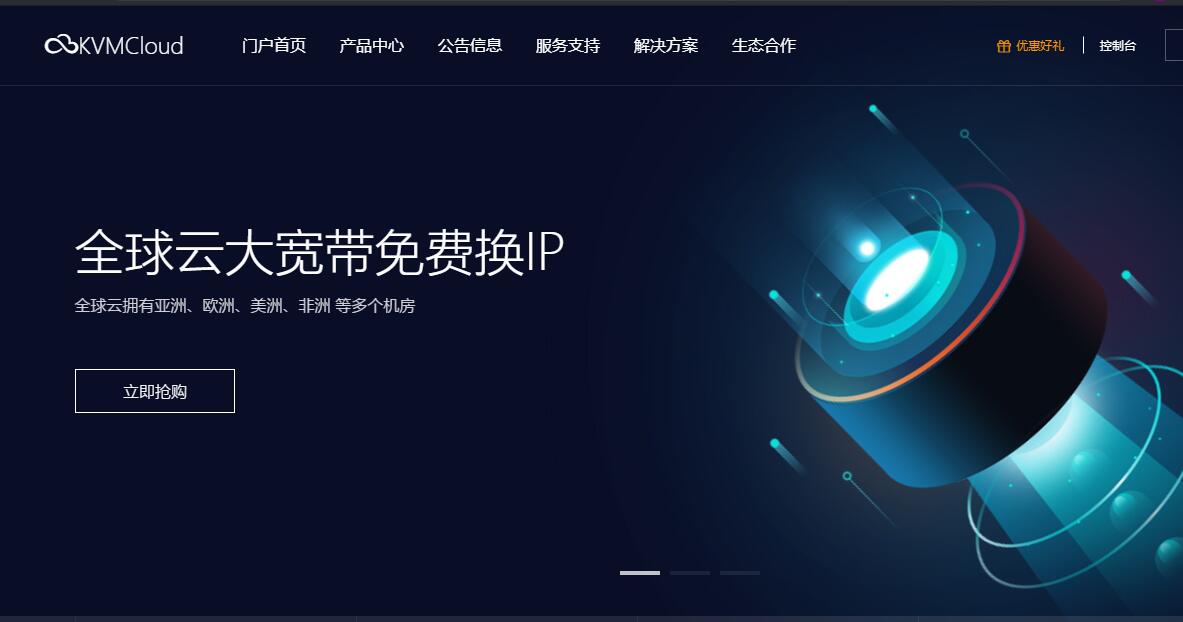 KVMCloud 门户首页 产品中心 公告信息 服务支持 解决方案 生态合作 优惠好礼 控制台
全球云大宽带免费换IP
全球云拥有亚洲、欧洲、美洲、非洲 等多个机房
立即抢购